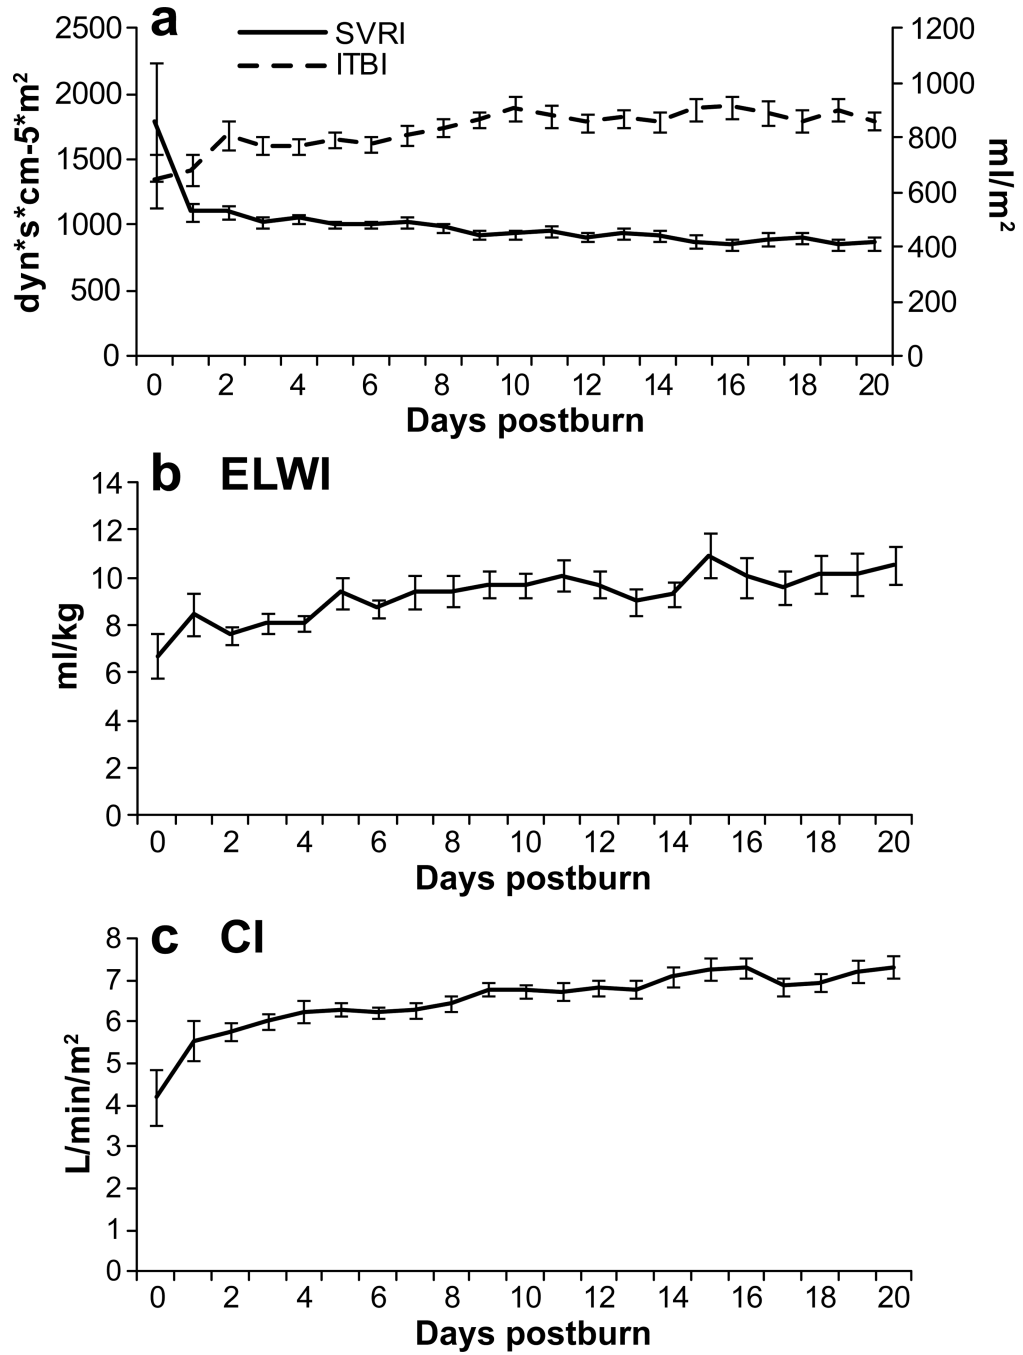 a
SVRI
ITBI
2500
2000
1500
1000
500
0
dyn*s*cm-5*m²
1200
1000
800
600
400
200
0
ml/m²
0 2 4 6 8 10 12 14 16 18 20
Days postburn
b ELWI
14
12
10
8
6
4
2
0
ml/kg
0 2 4 6 8 10 12 14 16 18 20
Days postburn
c CI
8
7
6
5
4
3
2
1
0
L/min/m²
0 2 4 6 8 10 12 14 16 18 20
Days postburn